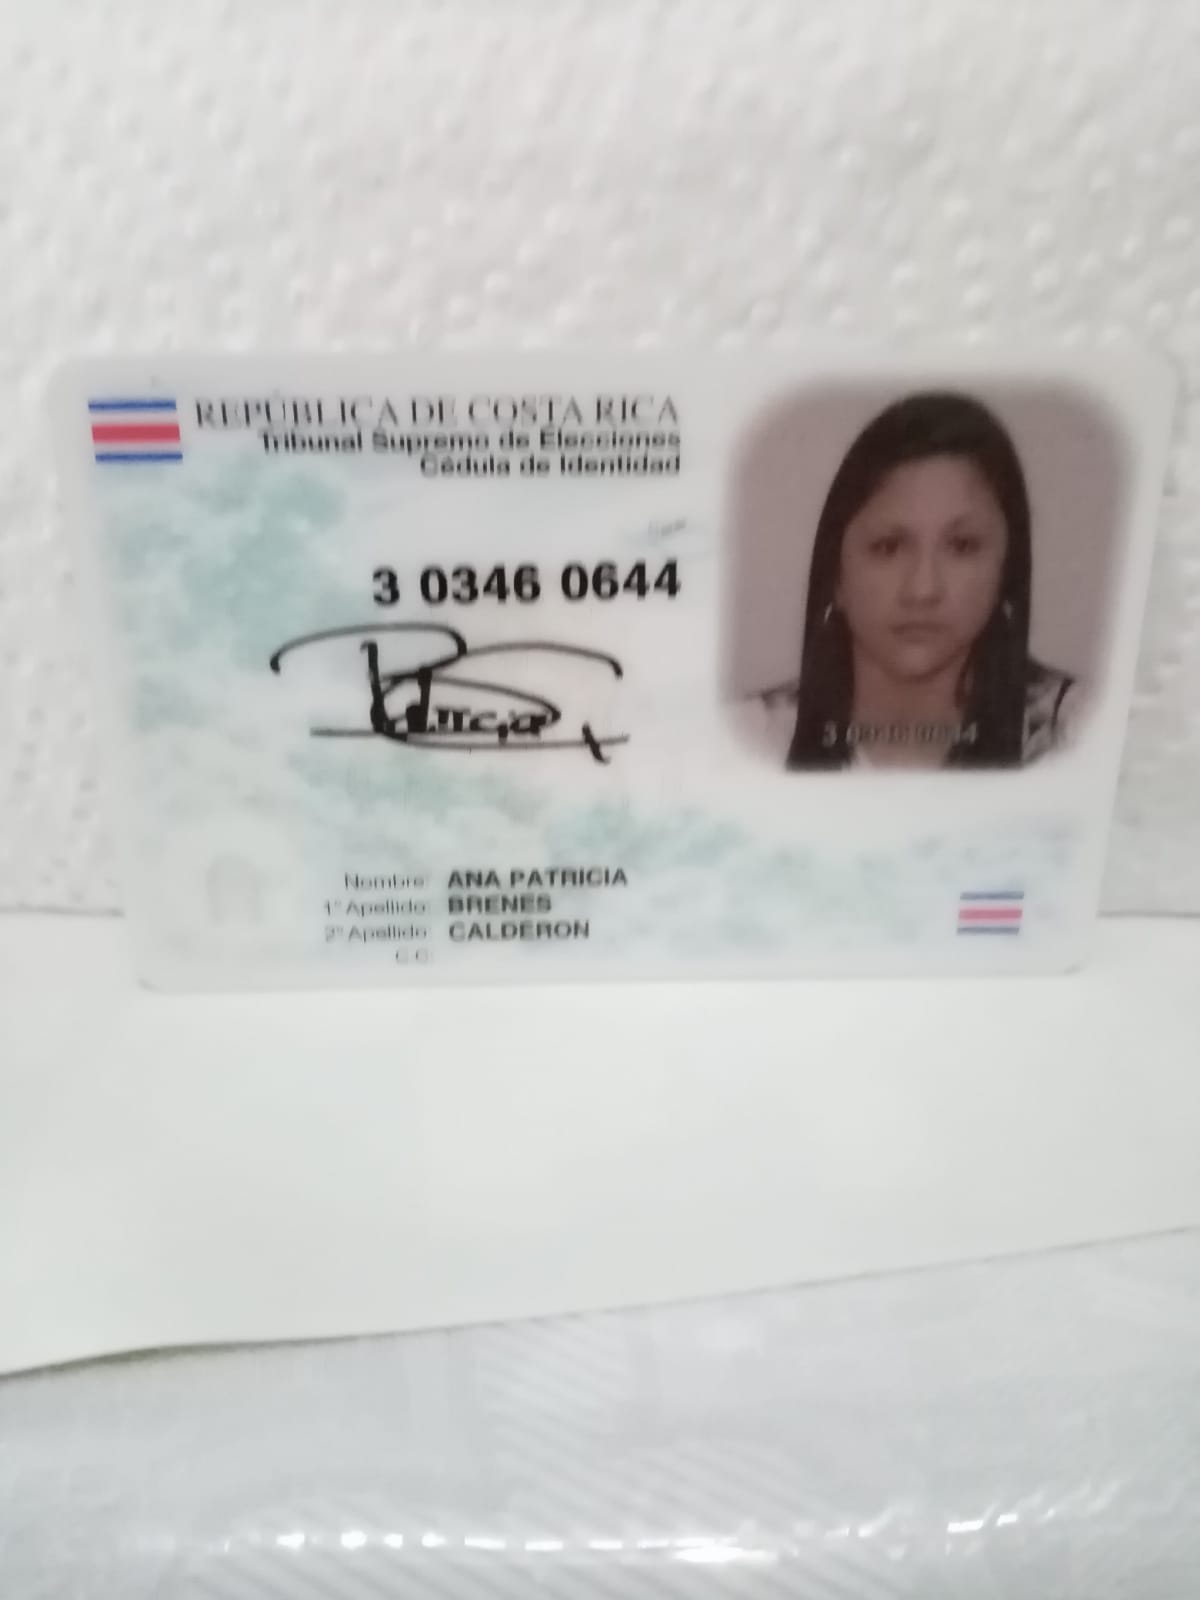 REPÚBLICA DE COSTA RICA
Tribunal Supremo de Elecciones
Cédula de Identidad
3 0346 0644
Patricia
3 0346 0644
Nombre: ANA PATRICIA
1° Apellido: BRENES
2° Apellido: CALDERON
C.C: